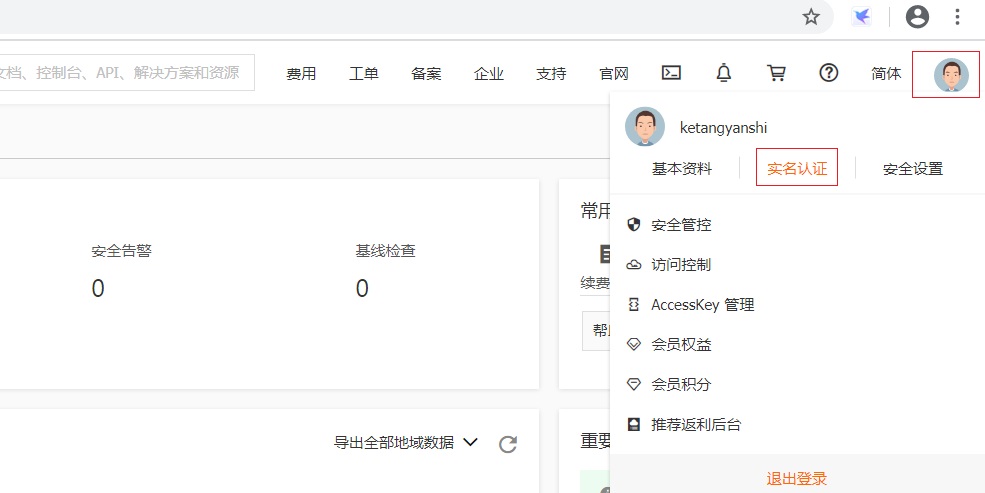 文档、控制台、API、解决方案和资源
费用 工单 备案 企业 支持 官网 简体
ketangyanshi
基本资料 实名认证 安全设置
安全告警 基线检查
0 0
常用
续费
帮
安全管控
访问控制
AccessKey 管理
会员权益
会员积分
推荐返利后台
导出全部地域数据
重要
退出登录